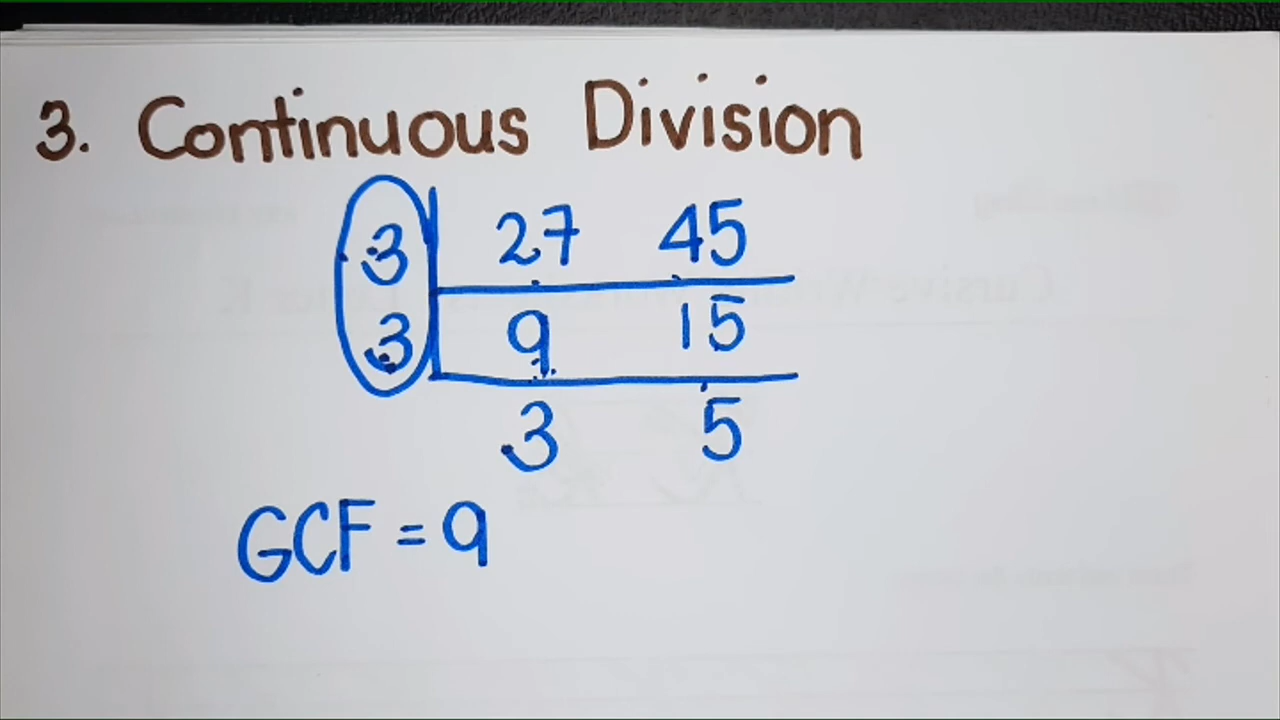 3. Continuous Division
3 27 45
3 9 15
3 5
GCF = 9